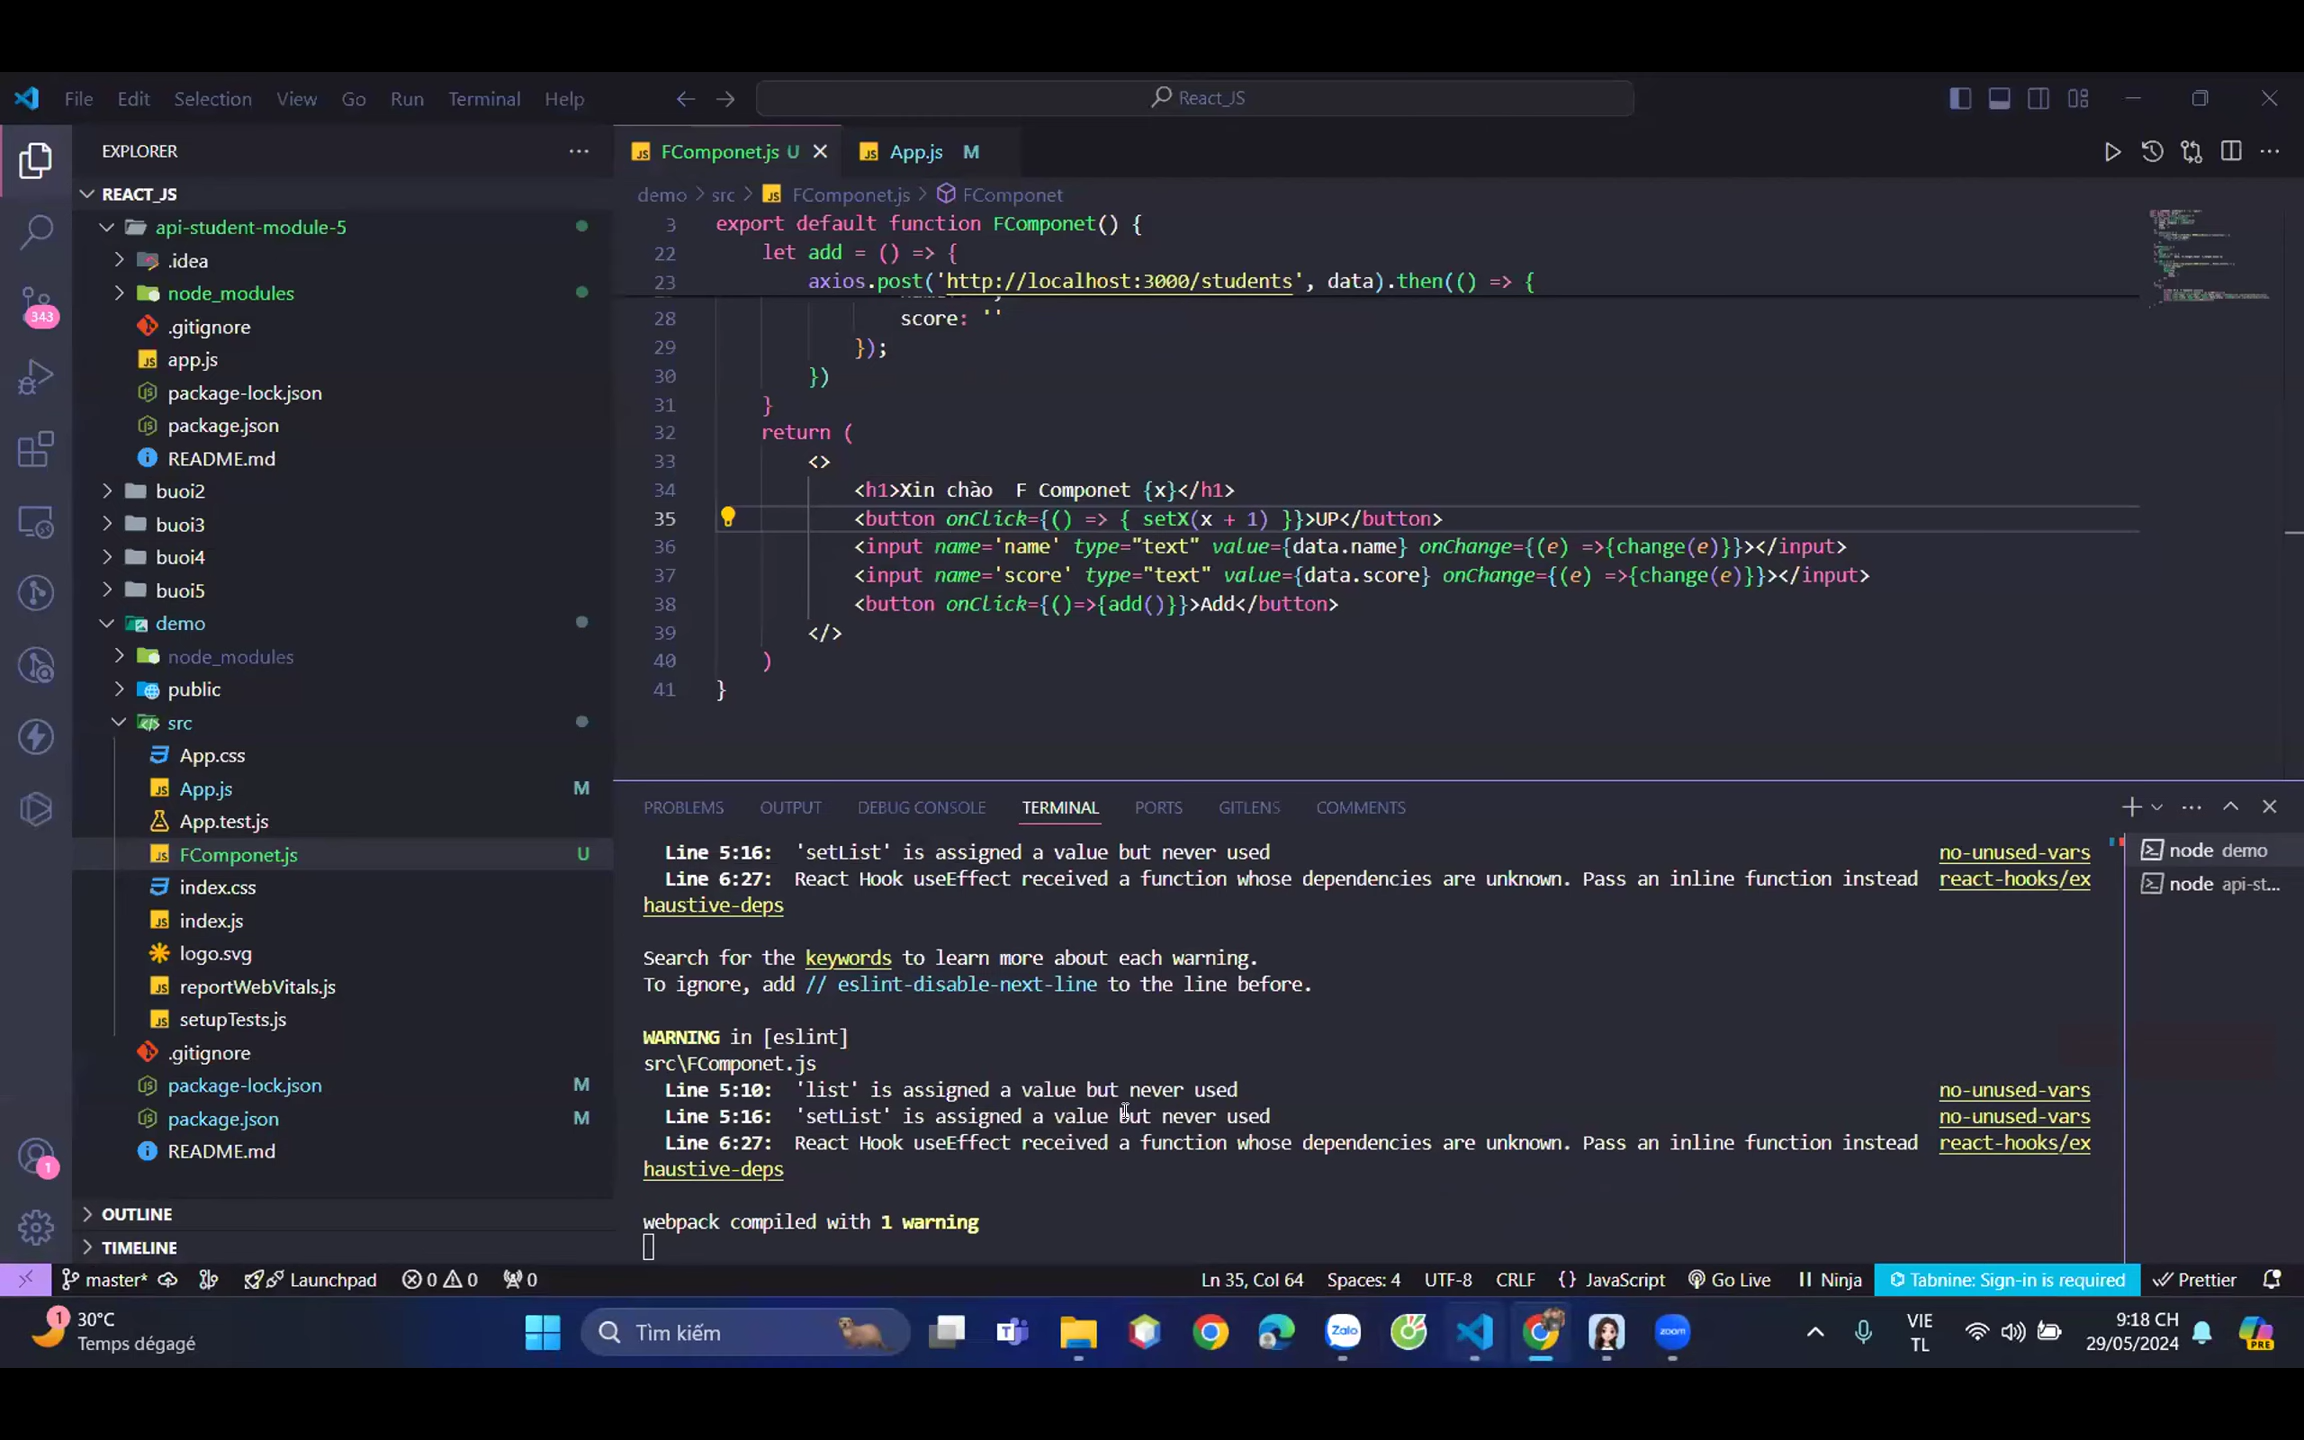 File Edit Selection View Go Run Terminal Help
React_JS
EXPLORER
FComponet.js U
App.js M
REACT_JS
demo > src > FComponet.js > FComponet
api-student-module-5
.idea
node_modules
.gitignore
app.js
package-lock.json
package.json
README.md
buoi2
buoi3
buoi4
buoi5
demo
node_modules
public
src
App.css
App.js M
App.test.js
FComponet.js U
index.css
index.js
logo.svg
reportWebVitals.js
setupTests.js
.gitignore
package-lock.json M
package.json M
README.md
OUTLINE
TIMELINE
343
1
3 export default function FComponet() {
22 let add = () => {
23 axios.post('http://localhost:3000/students', data).then(() => {
28 score: ''
29 });
30 })
31 }
32 return (
33 <>
34 <h1>Xin chào  F Componet {x}</h1>
35 <button onClick={() => { setX(x + 1) }}>UP</button>
36 <input name='name' type="text" value={data.name} onChange={(e) =>{change(e)}}></input>
37 <input name='score' type="text" value={data.score} onChange={(e) =>{change(e)}}></input>
38 <button onClick={()=>{add()}}>Add</button>
39 </>
40 )
41 }
PROBLEMS OUTPUT DEBUG CONSOLE TERMINAL PORTS GITLENS COMMENTS
Line 5:16: 'setList' is assigned a value but never used no-unused-vars
Line 6:27: React Hook useEffect received a function whose dependencies are unknown. Pass an inline function instead react-hooks/ex
haustive-deps
Search for the keywords to learn more about each warning.
To ignore, add // eslint-disable-next-line to the line before.
WARNING in [eslint]
src\FComponet.js
Line 5:10: 'list' is assigned a value but never used no-unused-vars
Line 5:16: 'setList' is assigned a value but never used no-unused-vars
Line 6:27: React Hook useEffect received a function whose dependencies are unknown. Pass an inline function instead react-hooks/ex
haustive-deps
webpack compiled with 1 warning
node demo
node api-st...
master* Launchpad 0 0 0 Ln 35, Col 64 Spaces: 4 UTF-8 CRLF {} JavaScript Go Live Ninja Tabnine: Sign-in is required Prettier
1
30°C
Temps dégagé
Tìm kiếm
Zalo
zoom
VIE
TL
9:18 CH
29/05/2024
PRE